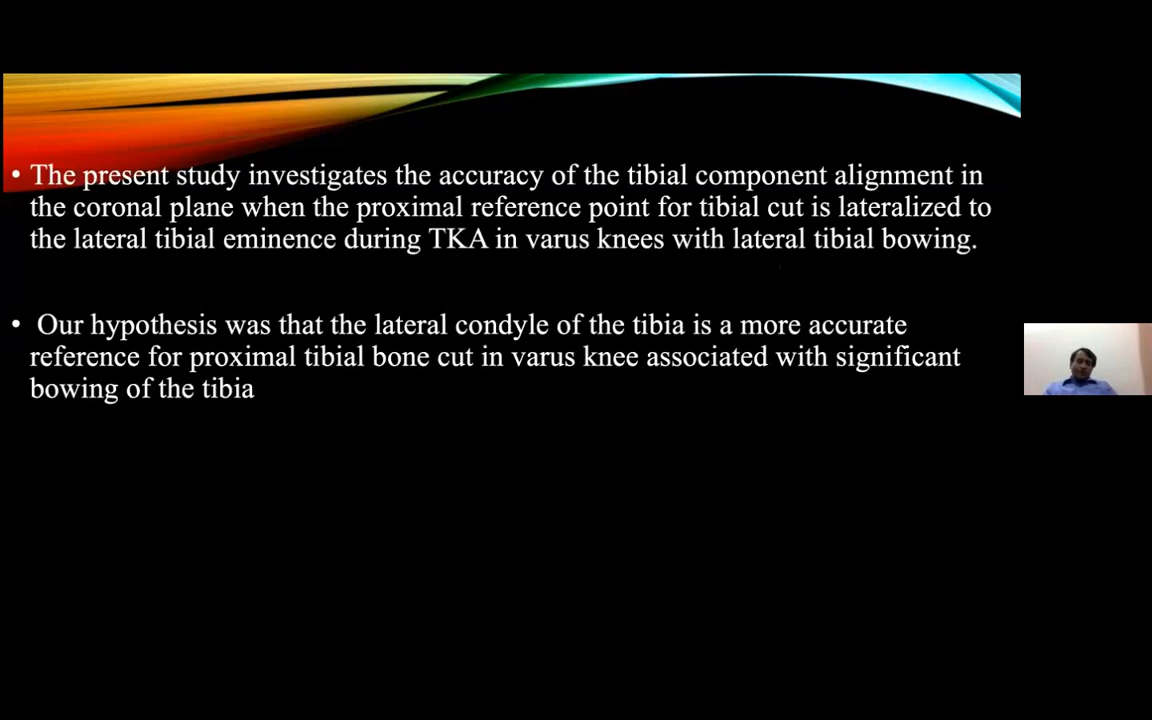 • The present study investigates the accuracy of the tibial component alignment in
the coronal plane when the proximal reference point for tibial cut is lateralized to
the lateral tibial eminence during TKA in varus knees with lateral tibial bowing.
• Our hypothesis was that the lateral condyle of the tibia is a more accurate
reference for proximal tibial bone cut in varus knee associated with significant
bowing of the tibia